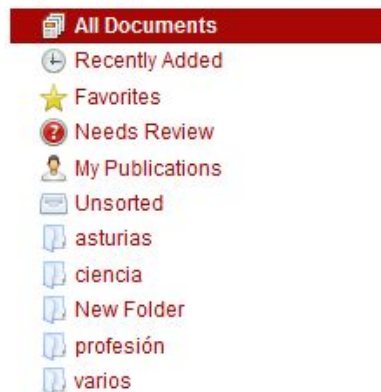 All Documents
Recently Added
Favorites
Needs Review
My Publications
Unsorted
asturias
ciencia
New Folder
profesión
varios